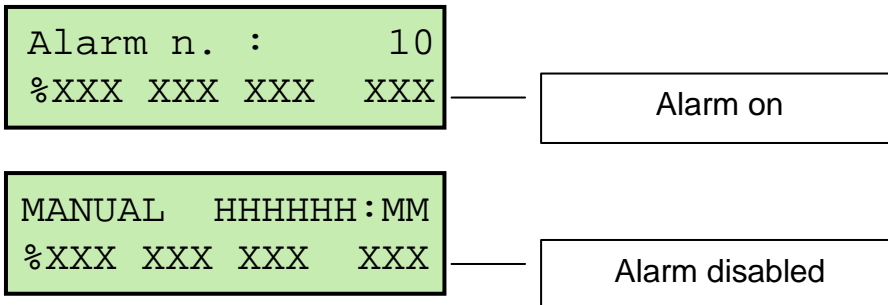 Alarm n. : 10
%XXX XXX XXX XXX
Alarm on
MANUAL HHHHHH:MM
%XXX XXX XXX XXX
Alarm disabled